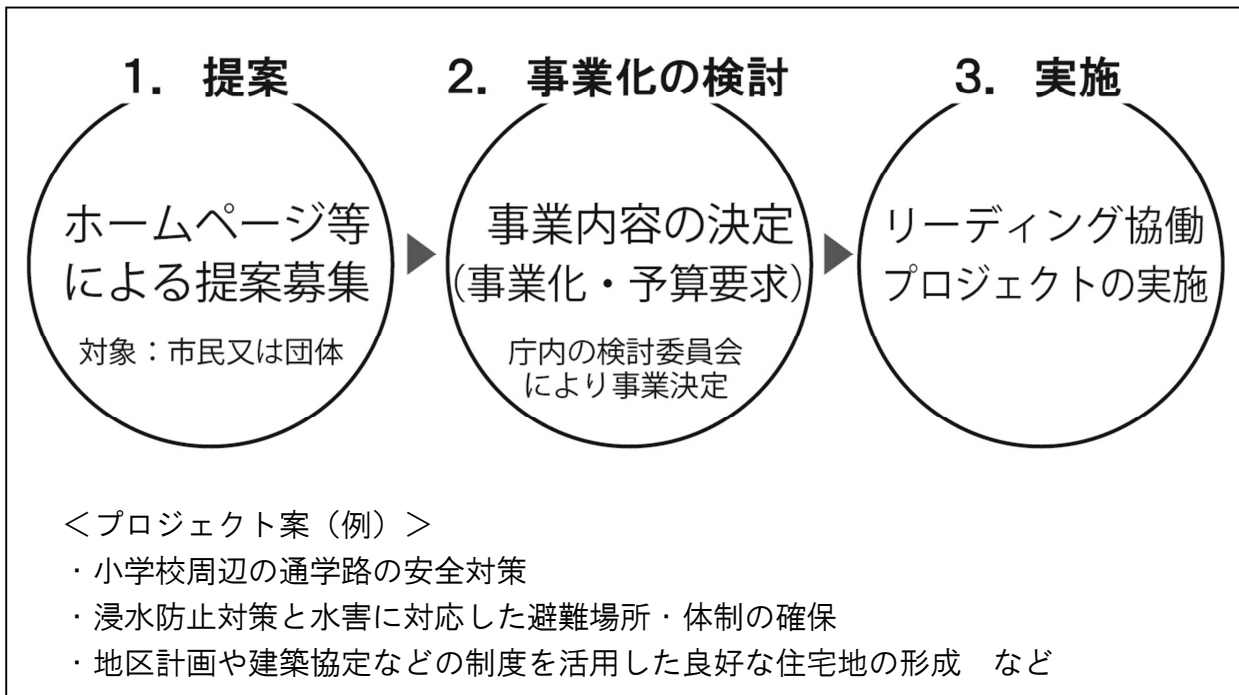 1. 提案
ホームページ等
による提案募集
対象：市民又は団体
2. 事業化の検討
事業内容の決定
(事業化・予算要求)
庁内の検討委員会
により事業決定
3. 実施
リーディング協働
プロジェクトの実施
＜プロジェクト案（例）＞
・小学校周辺の通学路の安全対策
・浸水防止対策と水害に対応した避難場所・体制の確保
・地区計画や建築協定などの制度を活用した良好な住宅地の形成　など